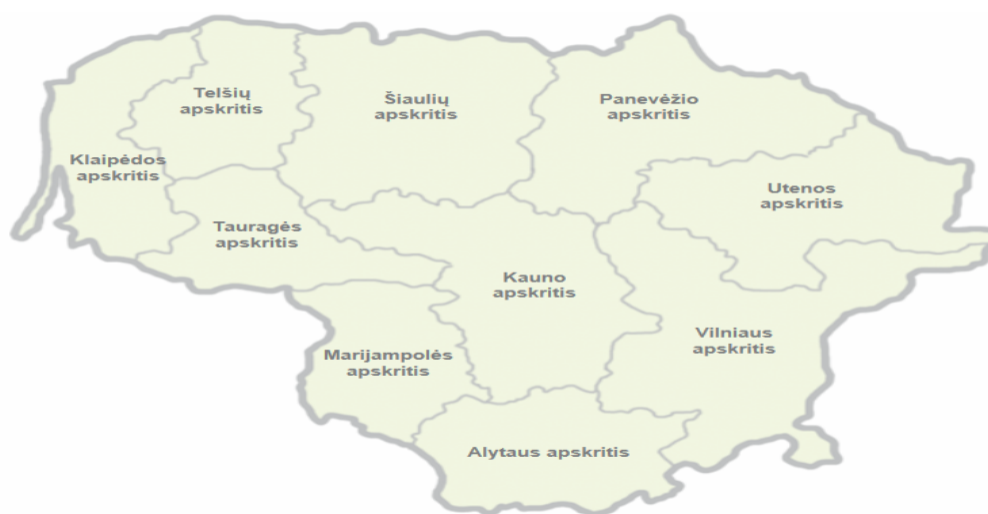 Telšių
apskritis
Šiaulių
apskritis
Panevėžio
apskritis
Klaipėdos
apskritis
Utenos
apskritis
Tauragės
apskritis
Kauno
apskritis
Vilniaus
apskritis
Marijampolės
apskritis
Alytaus apskritis